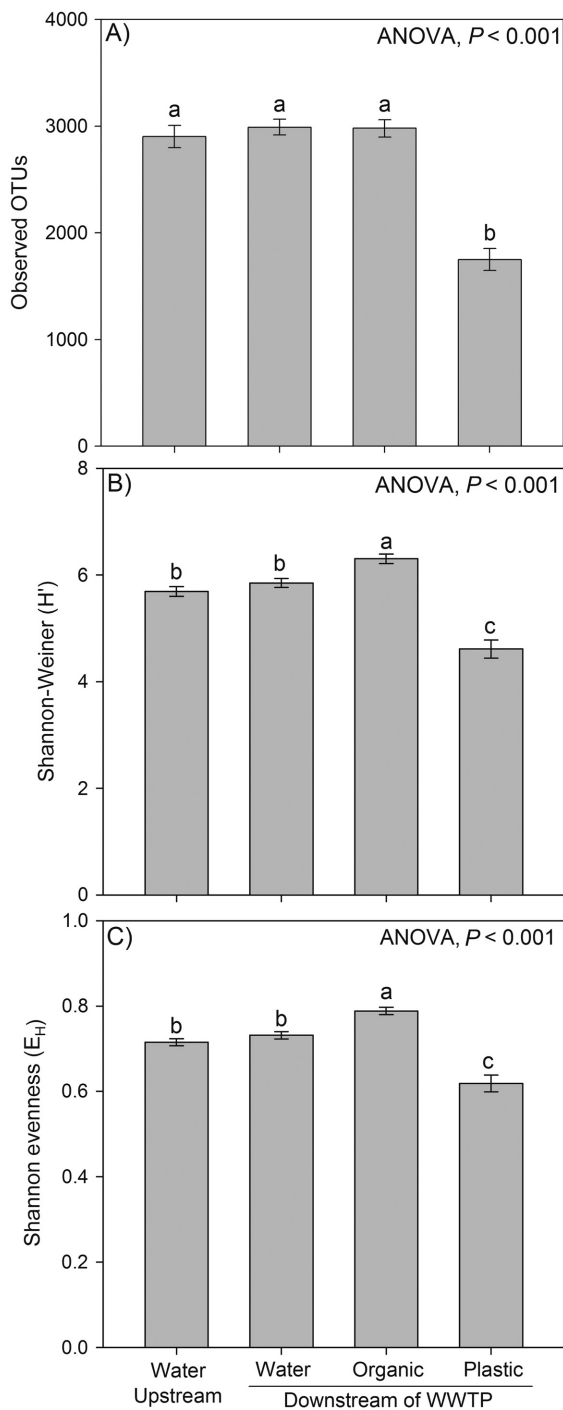 A)
ANOVA, P < 0.001
4000
3000
2000
1000
0
Observed OTUs
a
a
a
b
B)
ANOVA, P < 0.001
8
6
4
2
0
Shannon-Weiner (H')
b
b
a
c
C)
ANOVA, P < 0.001
1.0
0.8
0.6
0.4
0.2
0.0
Shannon evenness (EH)
b
b
a
c
Water Upstream
Water
Organic
Plastic
Downstream of WWTP